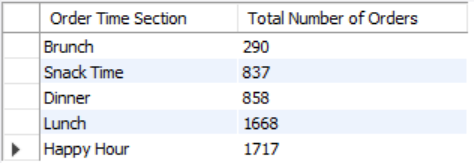 Order Time Section Total Number of Orders
Brunch 290
Snack Time 837
Dinner 858
Lunch 1668
Happy Hour 1717